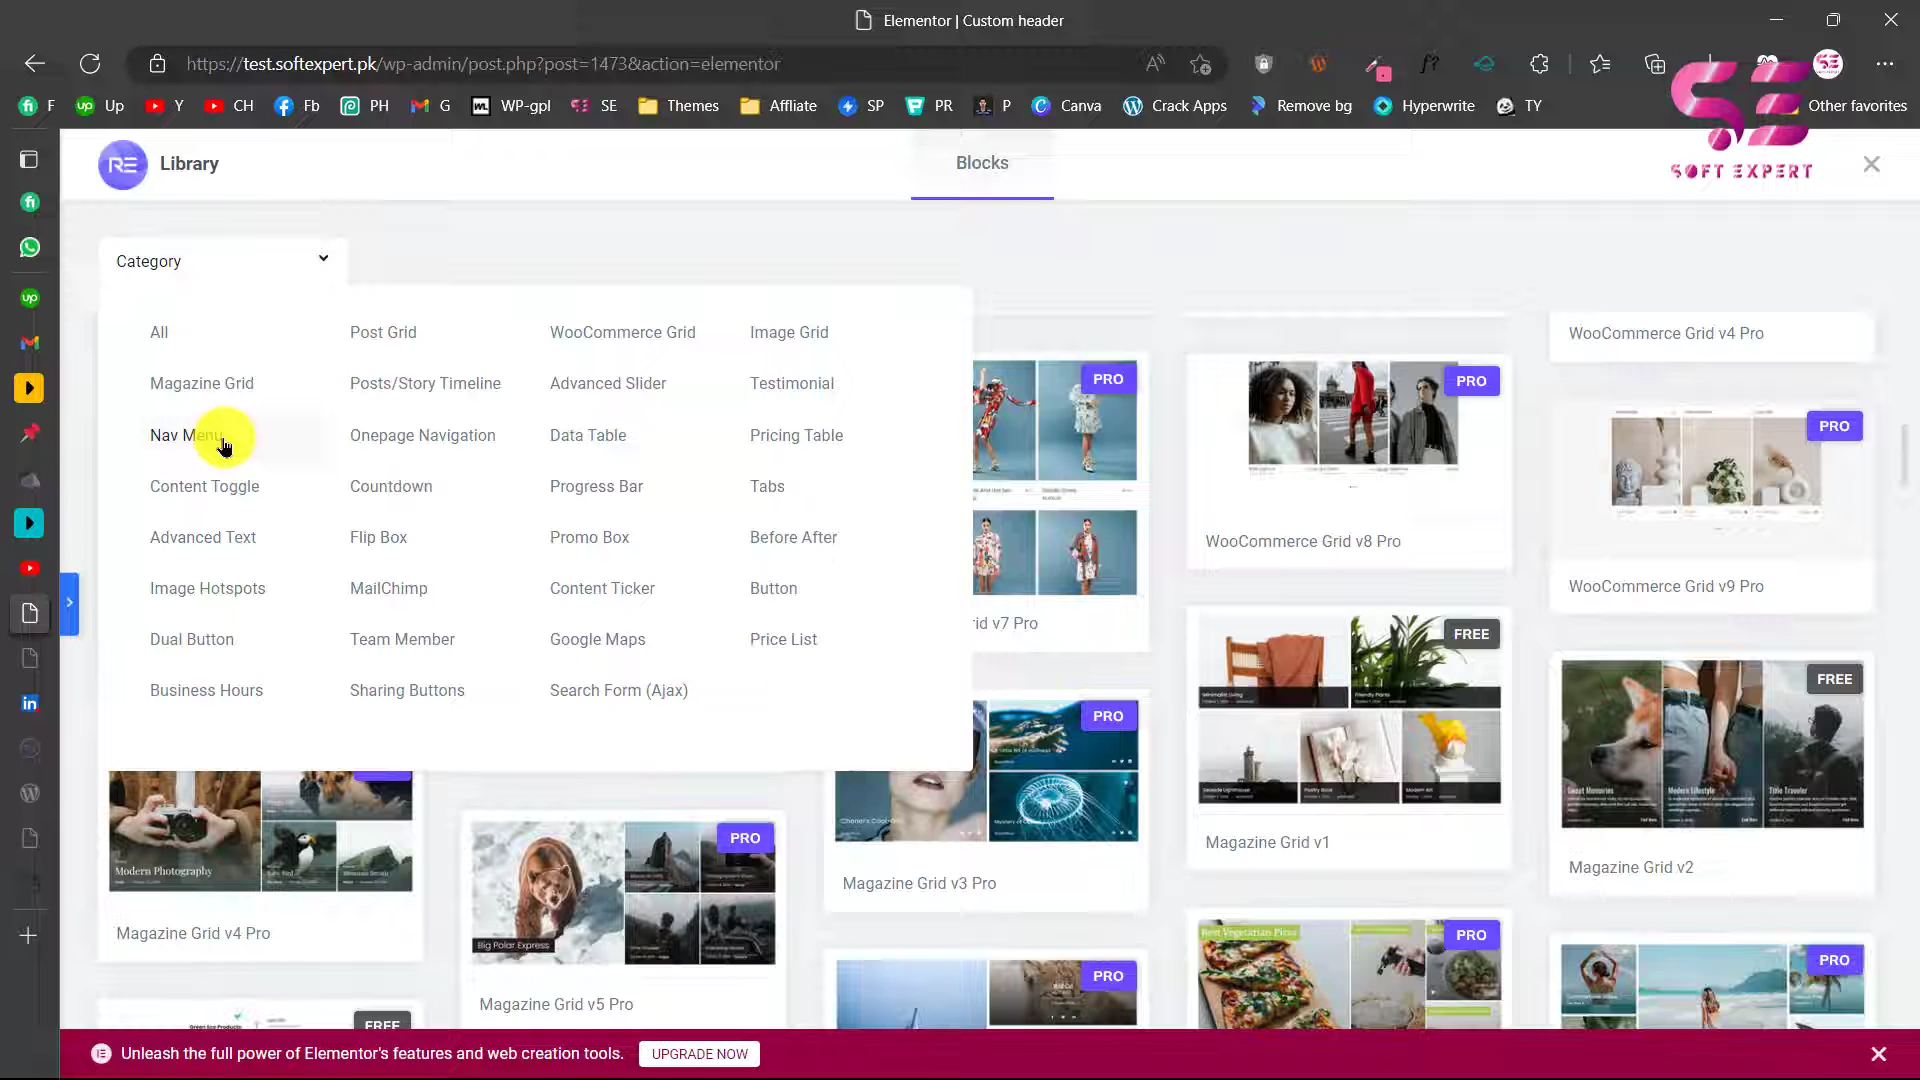 Elementor | Custom header
https://test.softexpert.pk/wp-admin/post.php?post=1473&action=elementor
F Up Y CH Fb PH G WP-gpl SE Themes Affliate SP PR P Canva Crack Apps Remove bg Hyperwrite TY Other favorites
SOFT EXPERT
RE Library Blocks
Category
All Post Grid WooCommerce Grid Image Grid
Magazine Grid Posts/Story Timeline Advanced Slider Testimonial
Nav Menu Onepage Navigation Data Table Pricing Table
Content Toggle Countdown Progress Bar Tabs
Advanced Text Flip Box Promo Box Before After
Image Hotspots MailChimp Content Ticker Button
Dual Button Team Member Google Maps Price List
Business Hours Sharing Buttons Search Form (Ajax)
WooCommerce Grid v4 Pro
PRO
PRO
PRO
WooCommerce Grid v8 Pro
WooCommerce Grid v9 Pro
rid v7 Pro
FREE
FREE
PRO
Magazine Grid v1
Magazine Grid v2
Magazine Grid v3 Pro
Modern Photography
Magazine Grid v4 Pro
PRO
Big Polar Express
Magazine Grid v5 Pro
PRO
PRO
PRO
FREE
Unleash the full power of Elementor's features and web creation tools. UPGRADE NOW